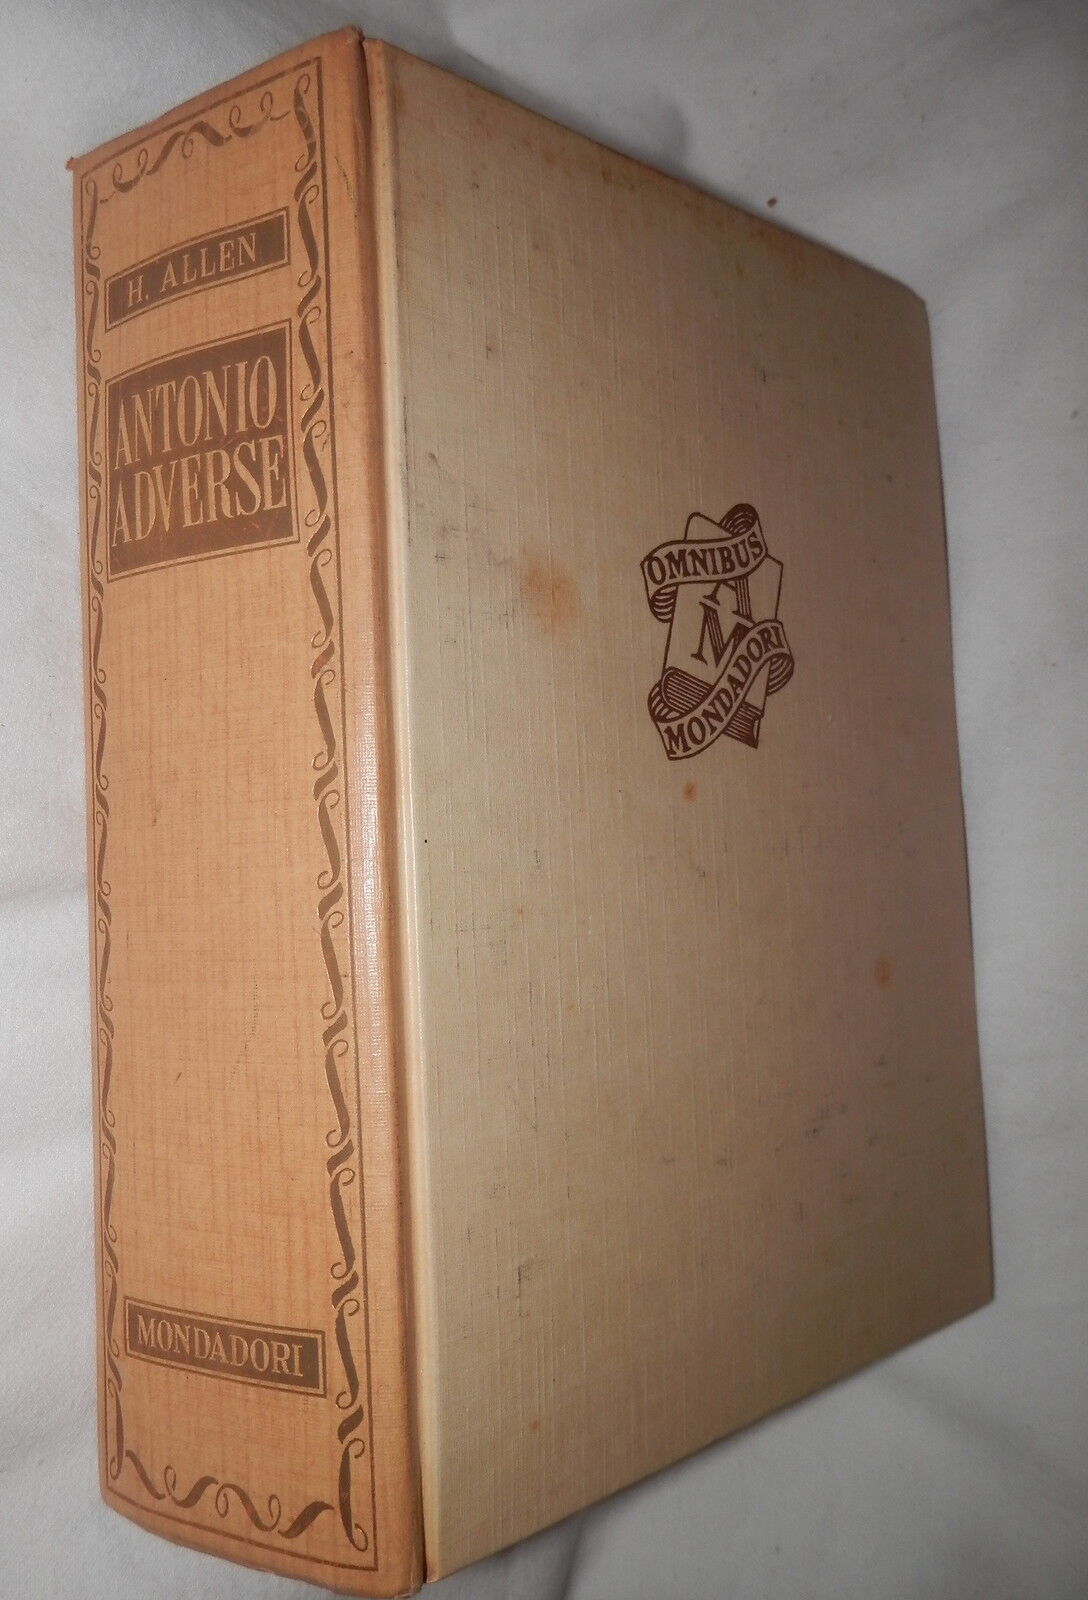 H. ALLEN
ANTONIO
ADVERSE
MONDADORI
OMNIBUS
M
MONDADORI